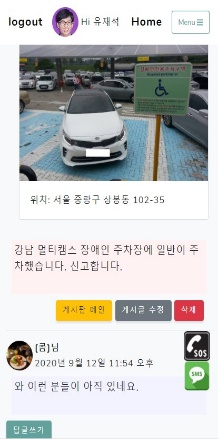 logout Hi 유재석 Home Menu
위치: 서울 중랑구 상봉동 102-35
강남 멀티캠스 장애인 주차장에 일반이 주
차했습니다. 신고합니다.
게시판 메인 게시글 수정 삭제
[콩]님
2020년 9월 12일 11:54 오후
SOS
와 이런 분들이 아직 있네요.
SMS
답글쓰기